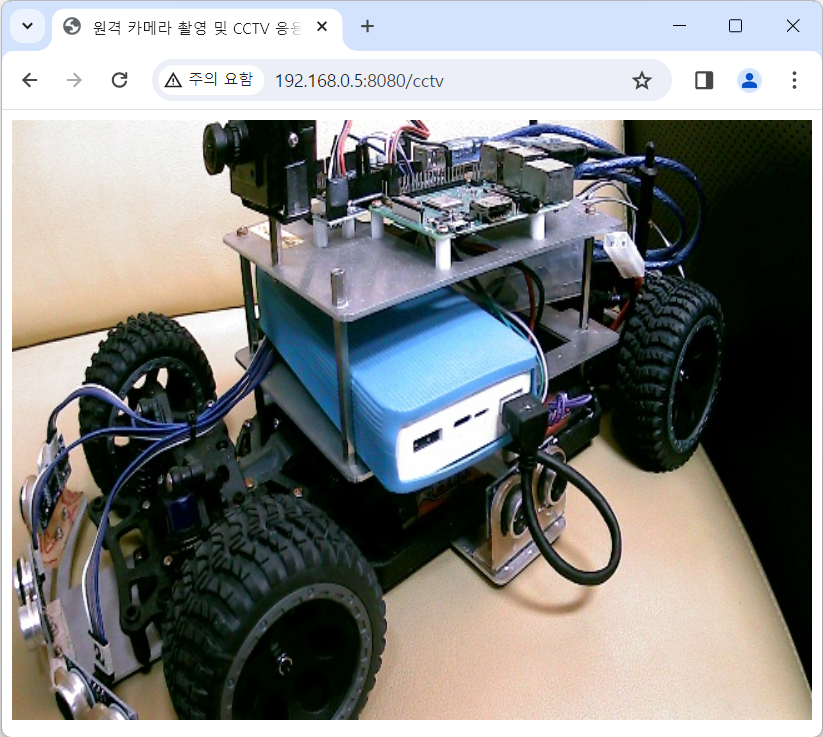 원격 카메라 촬영 및 CCTV 응용
주의 요함
192.168.0.5:8080/cctv